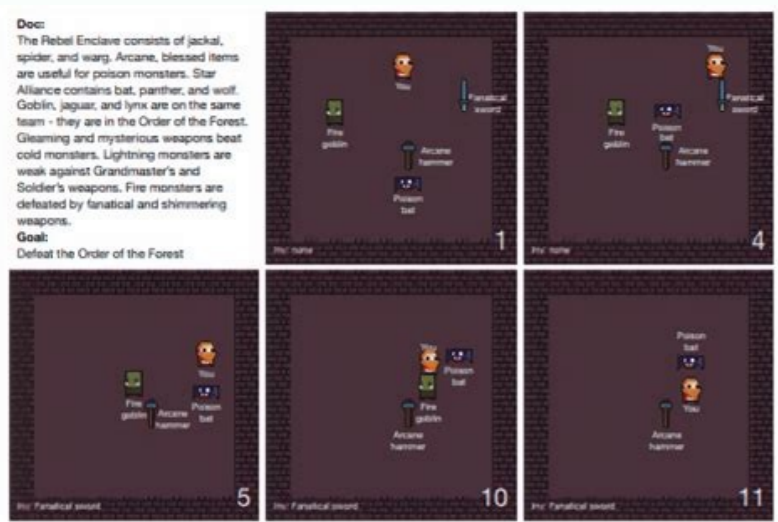 Doc:
The Rebel Enclave consists of jackal,
spider, and warg. Arcane, blessed items
are useful for poison monsters. Star
Alliance contains bat, panther, and wolf.
Goblin, jaguar, and lynx are on the same
team - they are in the Order of the Forest.
Gleaming and mysterious weapons beat
cold monsters. Lightning monsters are
weak against Grandmaster's and
Soldier's weapons. Fire monsters are
defeated by fanatical and shimmering
weapons.
Goal:
Defeat the Order of the Forest
You
Fanatical
sword
Fire
goblin
Arcane
hammer
Poison
bat
Inv: none
1
You
Fanatical
sword
Fire
goblin
Poison
bat
Arcane
hammer
Inv: none
4
You
Fire
goblin
Arcane
hammer
Poison
bat
Inv: Fanatical sword
5
You
Poison
bat
Fire
goblin
Arcane
hammer
Inv: Fanatical sword
10
Poison
bat
You
Arcane
hammer
Inv: Fanatical sword
11